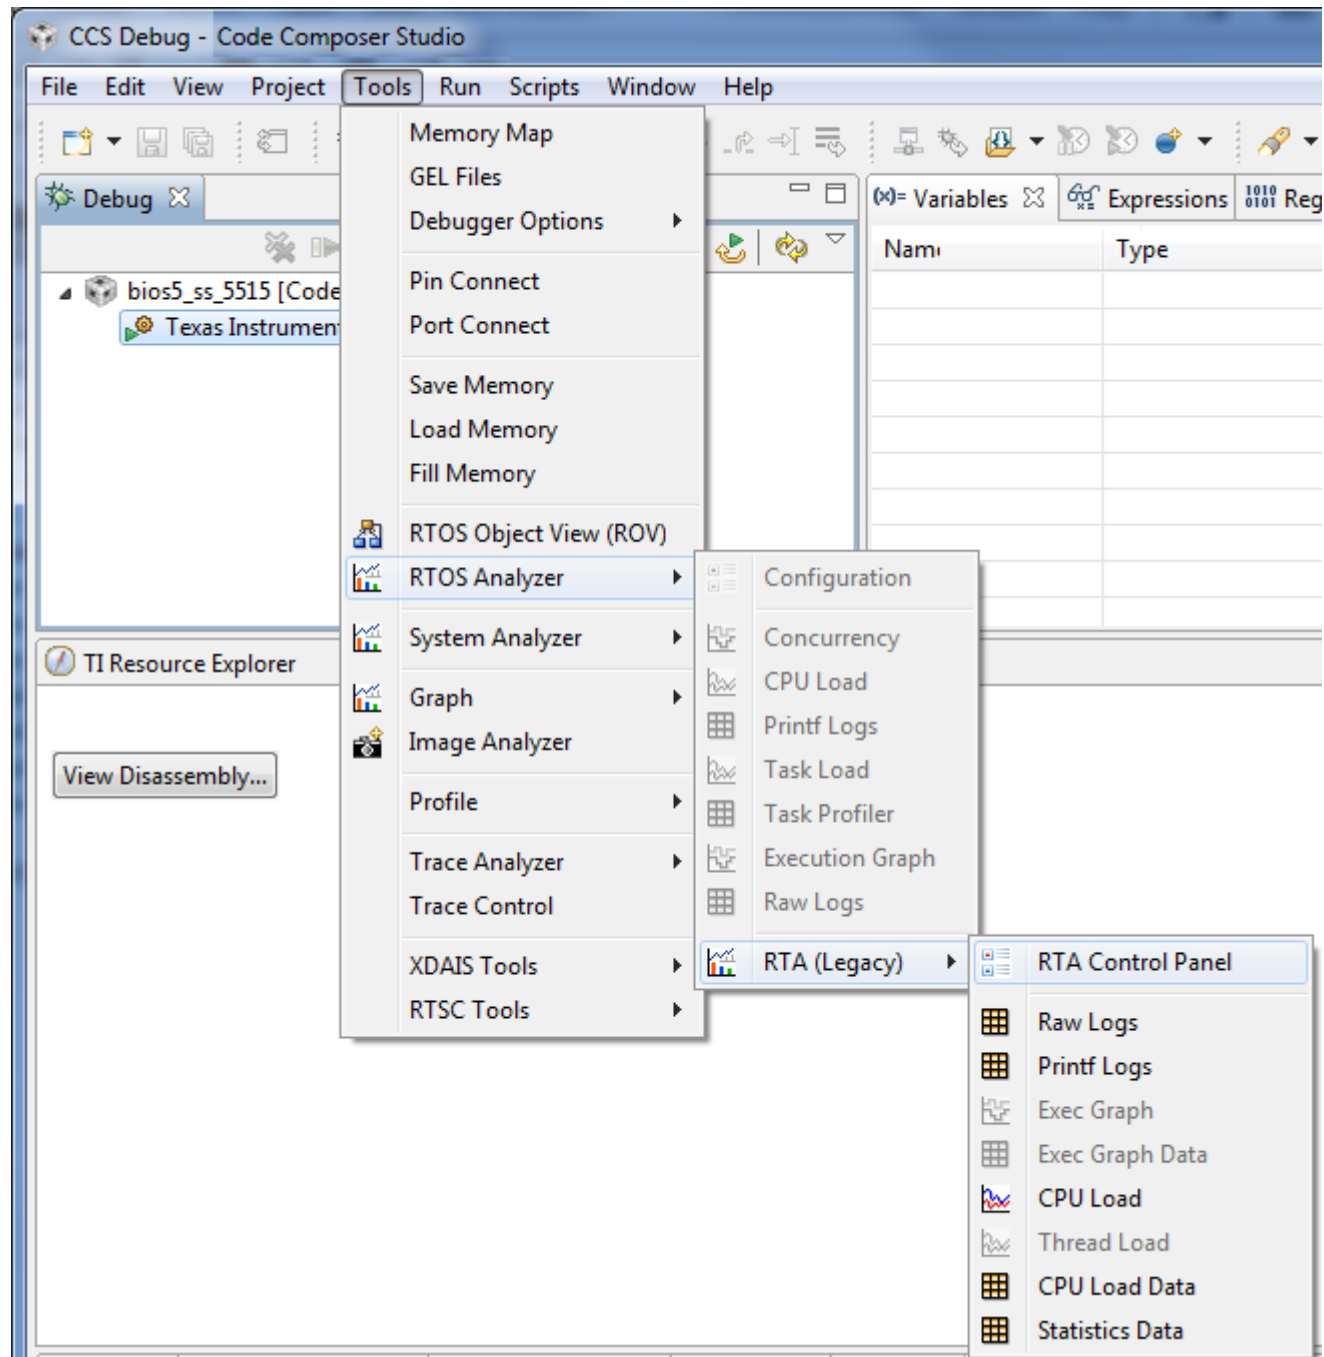 CCS Debug - Code Composer Studio
File Edit View Project Tools Run Scripts Window Help
Debug
(x)= Variables Expressions 1010 0101 Reg
Name Type
bios5_ss_5515 [Code
Texas Instrumen
Memory Map
GEL Files
Debugger Options
Pin Connect
Port Connect
Save Memory
Load Memory
Fill Memory
RTOS Object View (ROV)
RTOS Analyzer
System Analyzer
Graph
Image Analyzer
Profile
Trace Analyzer
Trace Control
XDAIS Tools
RTSC Tools
Configuration
Concurrency
CPU Load
Printf Logs
Task Load
Task Profiler
Execution Graph
Raw Logs
RTA (Legacy)
RTA Control Panel
Raw Logs
Printf Logs
Exec Graph
Exec Graph Data
CPU Load
Thread Load
CPU Load Data
Statistics Data
TI Resource Explorer
View Disassembly...